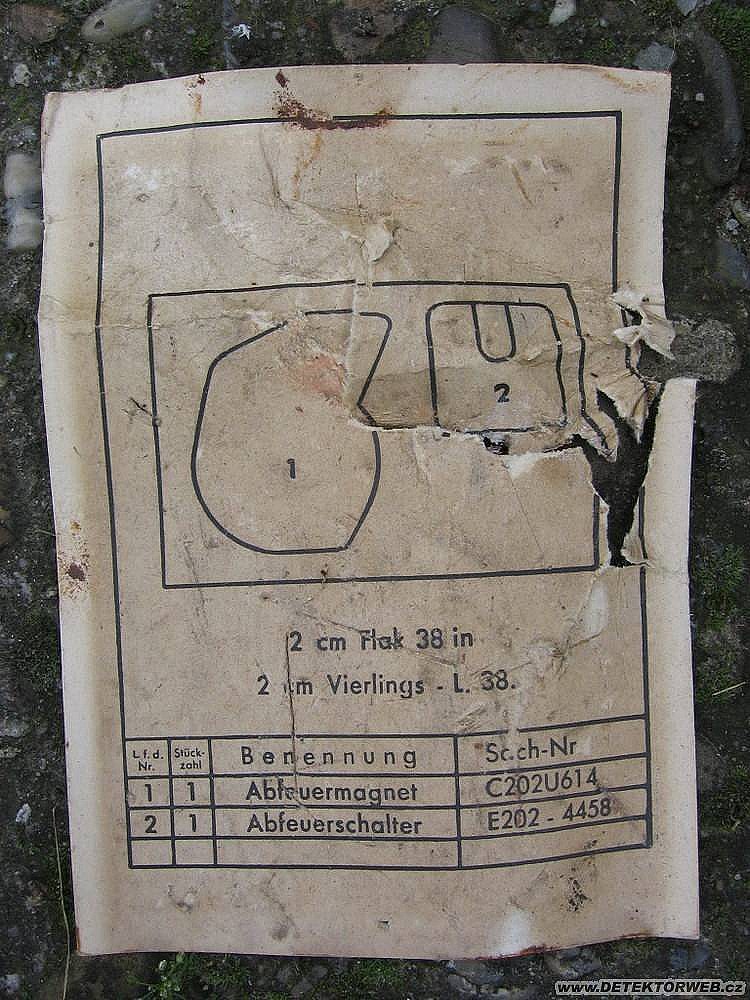 1
2
2 cm Flak 38 in
2 cm Vierlings - L. 38.
L.f.d. Nr. Stück-zahl Benennung Sach-Nr
1 1 Abfeuermagnet C202U614
2 1 Abfeuerschalter E202 - 4458
www.DETEKTORWEB.cz